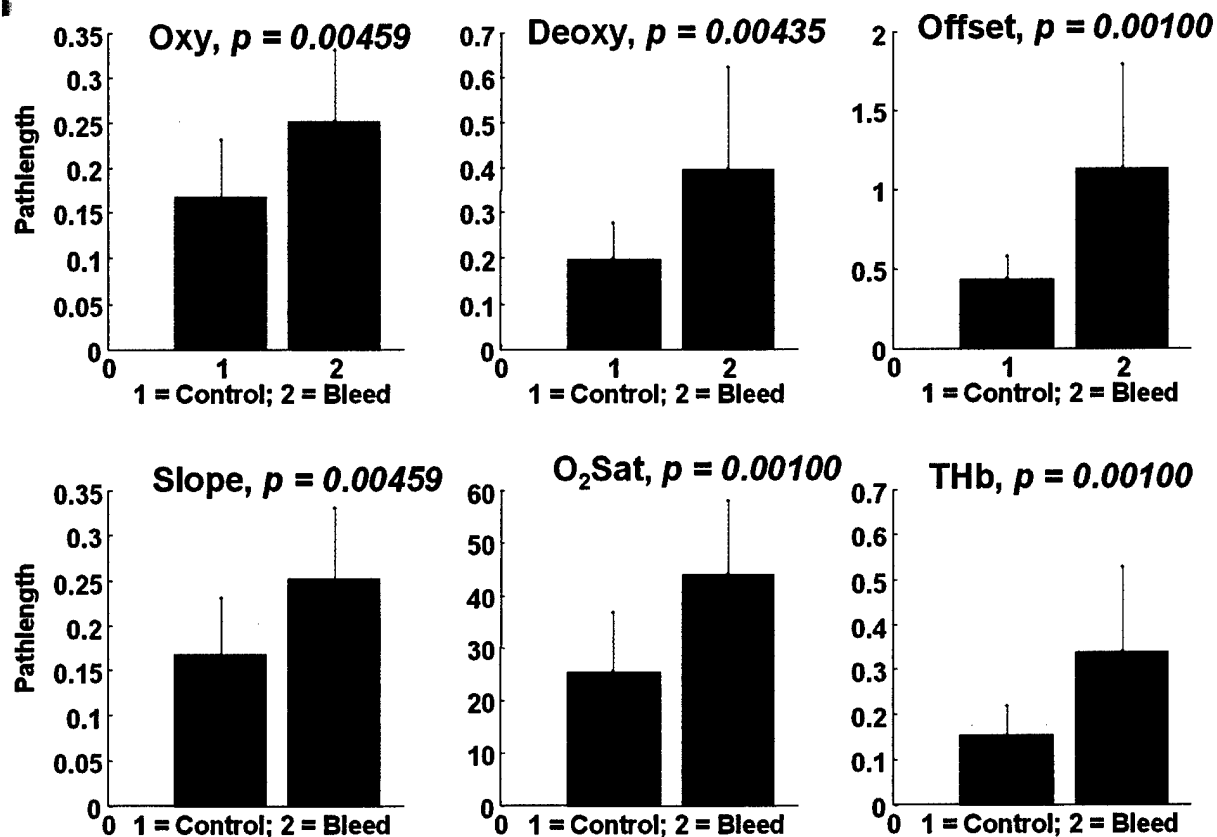 Oxy, p = 0.00459
Pathlength
0.35
0.3
0.25
0.2
0.15
0.1
0.05
0
0 1 2
1 = Control; 2 = Bleed
Deoxy, p = 0.00435
0.7
0.6
0.5
0.4
0.3
0.2
0.1
0
0 1 2
1 = Control; 2 = Bleed
Offset, p = 0.00100
2
1.5
1
0.5
0
0 1 2
1 = Control; 2 = Bleed
Slope, p = 0.00459
Pathlength
0.35
0.3
0.25
0.2
0.15
0.1
0.05
0
0 1 = Control; 2 = Bleed
O₂Sat, p = 0.00100
60
50
40
30
20
10
0
0 1 = Control; 2 = Bleed
THb, p = 0.00100
0.7
0.6
0.5
0.4
0.3
0.2
0.1
0
0 1 = Control; 2 = Bleed